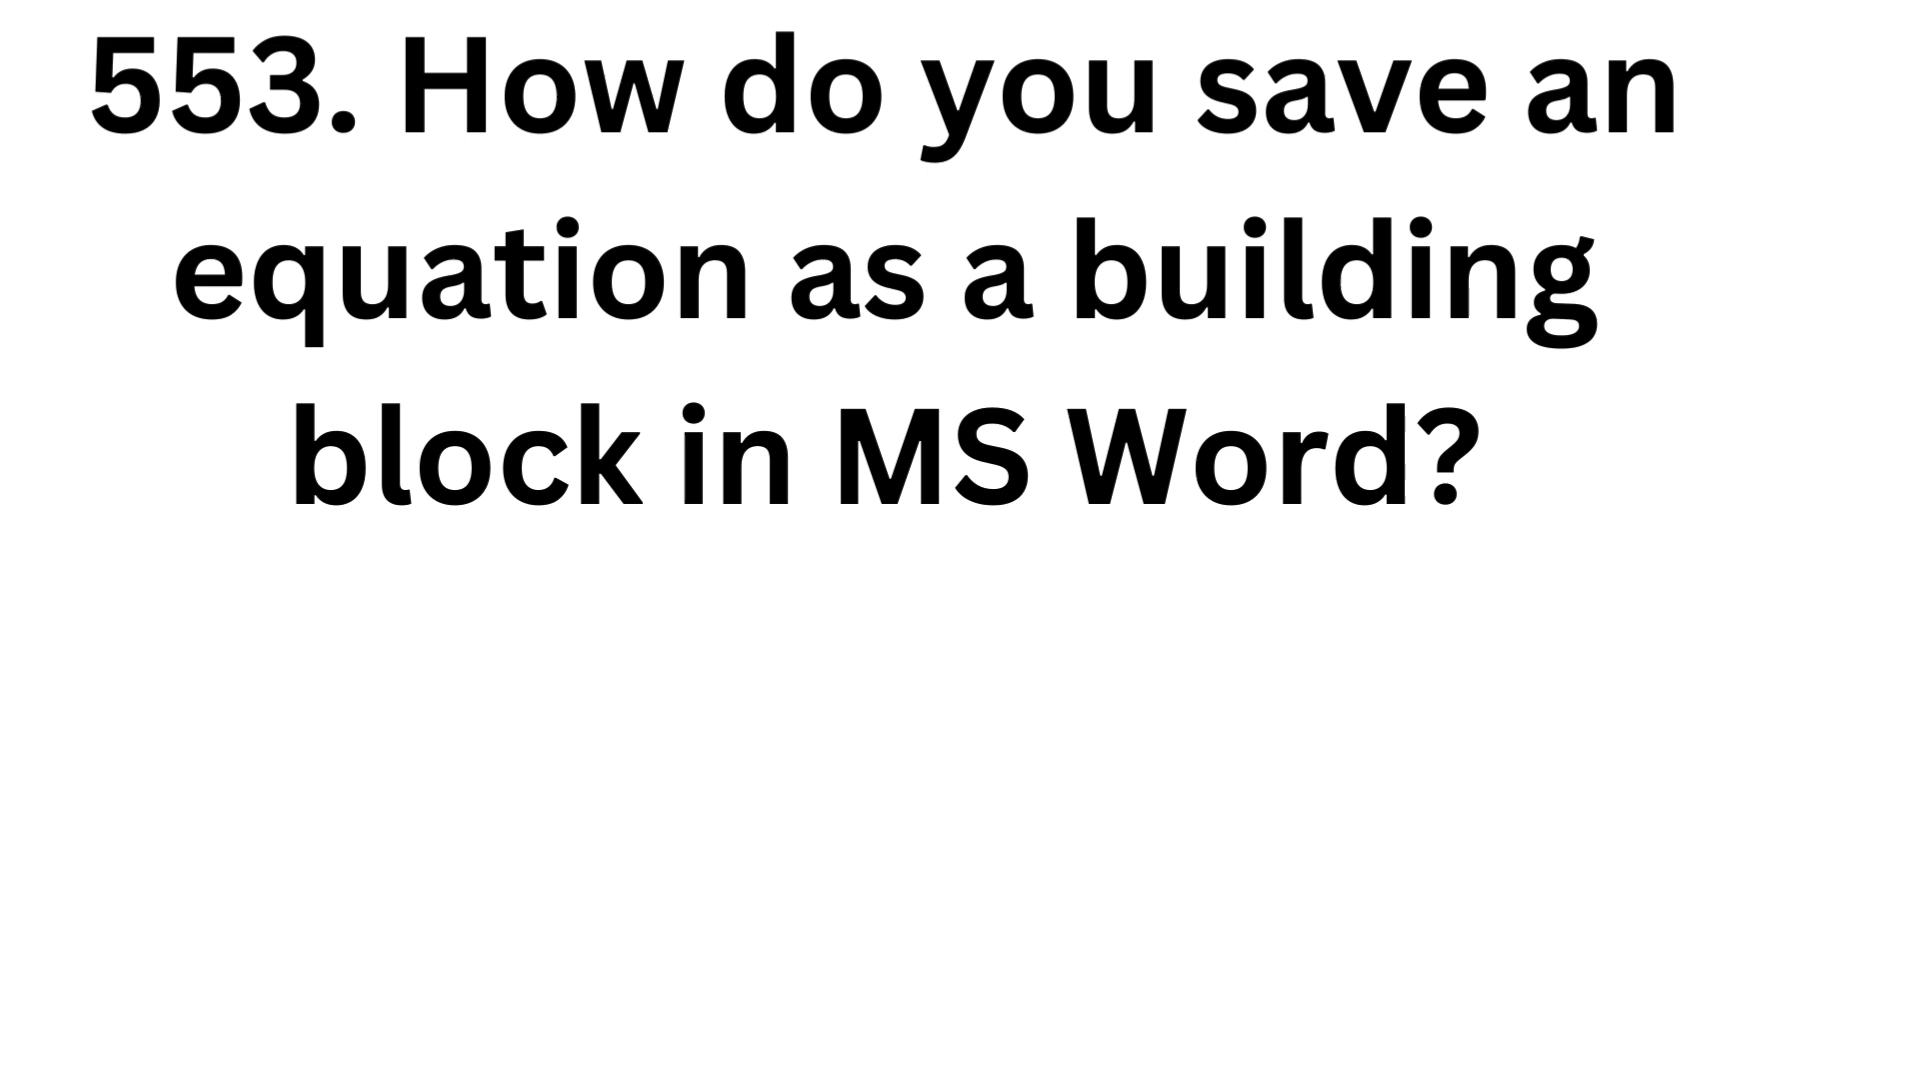 553. How do you save an
equation as a building
block in MS Word?